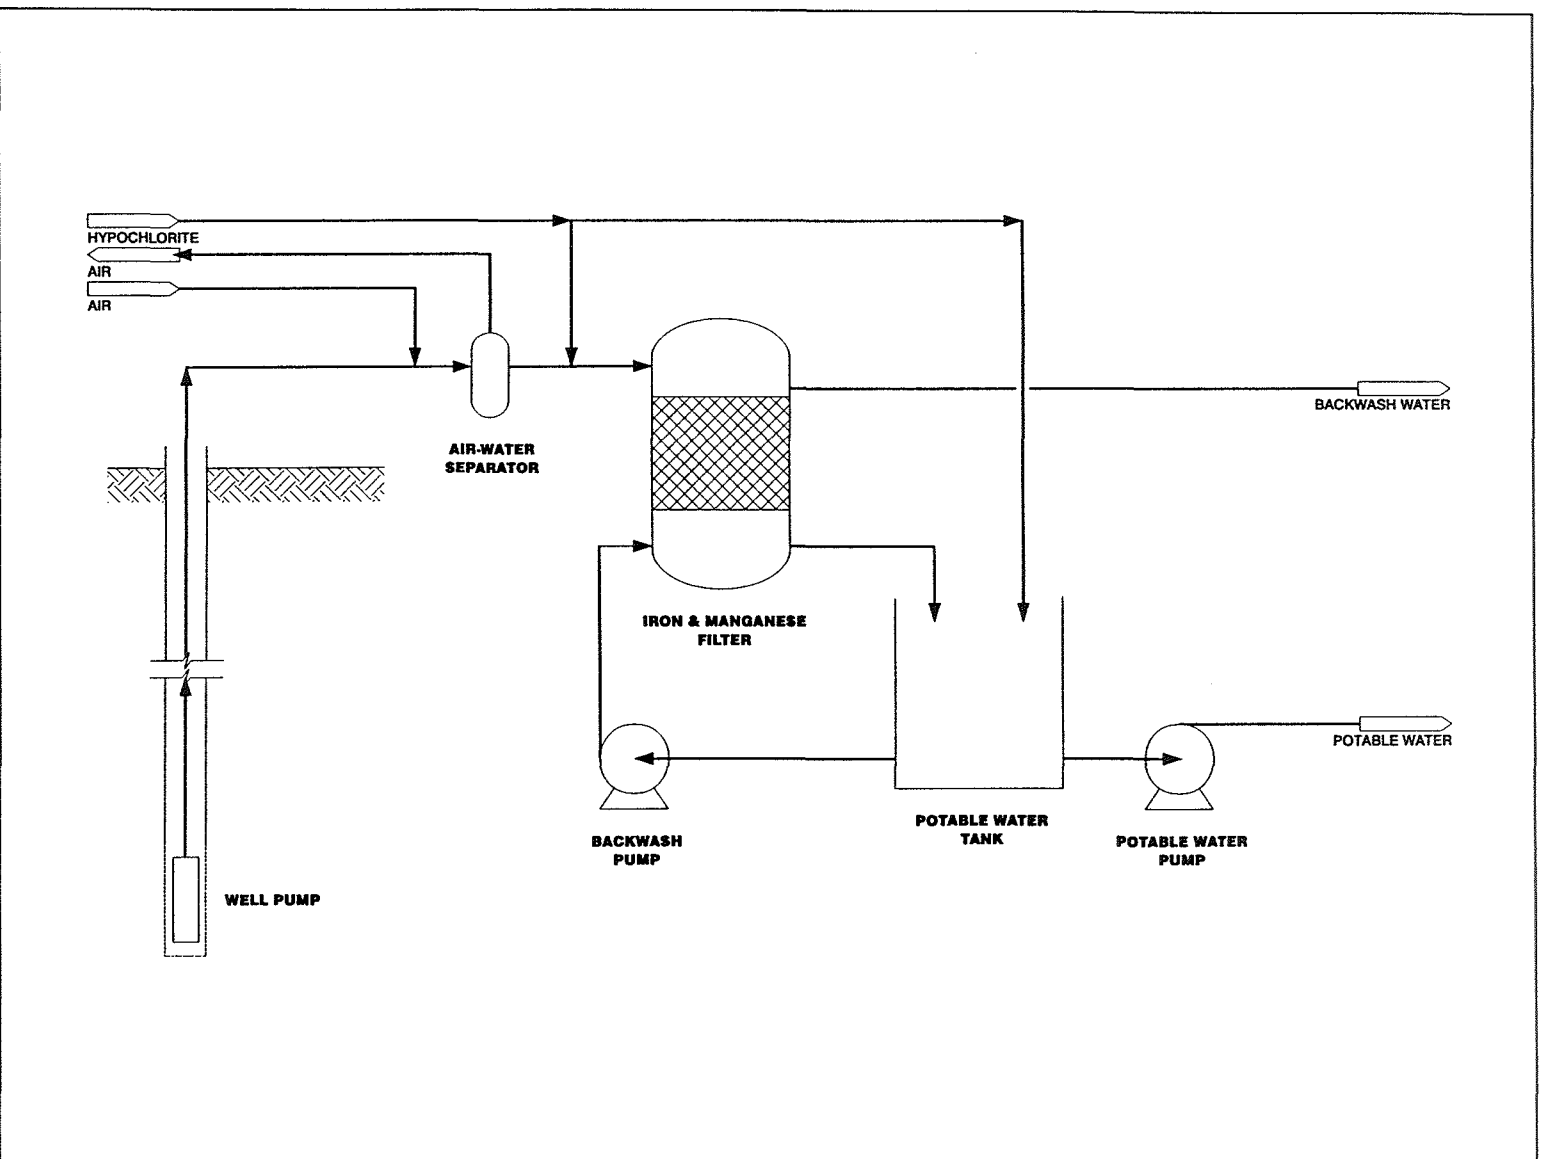 HYPOCHLORITE
AIR
AIR
BACKWASH WATER
AIR-WATER
SEPARATOR
IRON & MANGANESE
FILTER
POTABLE WATER
BACKWASH
PUMP
POTABLE WATER
TANK
POTABLE WATER
PUMP
WELL PUMP